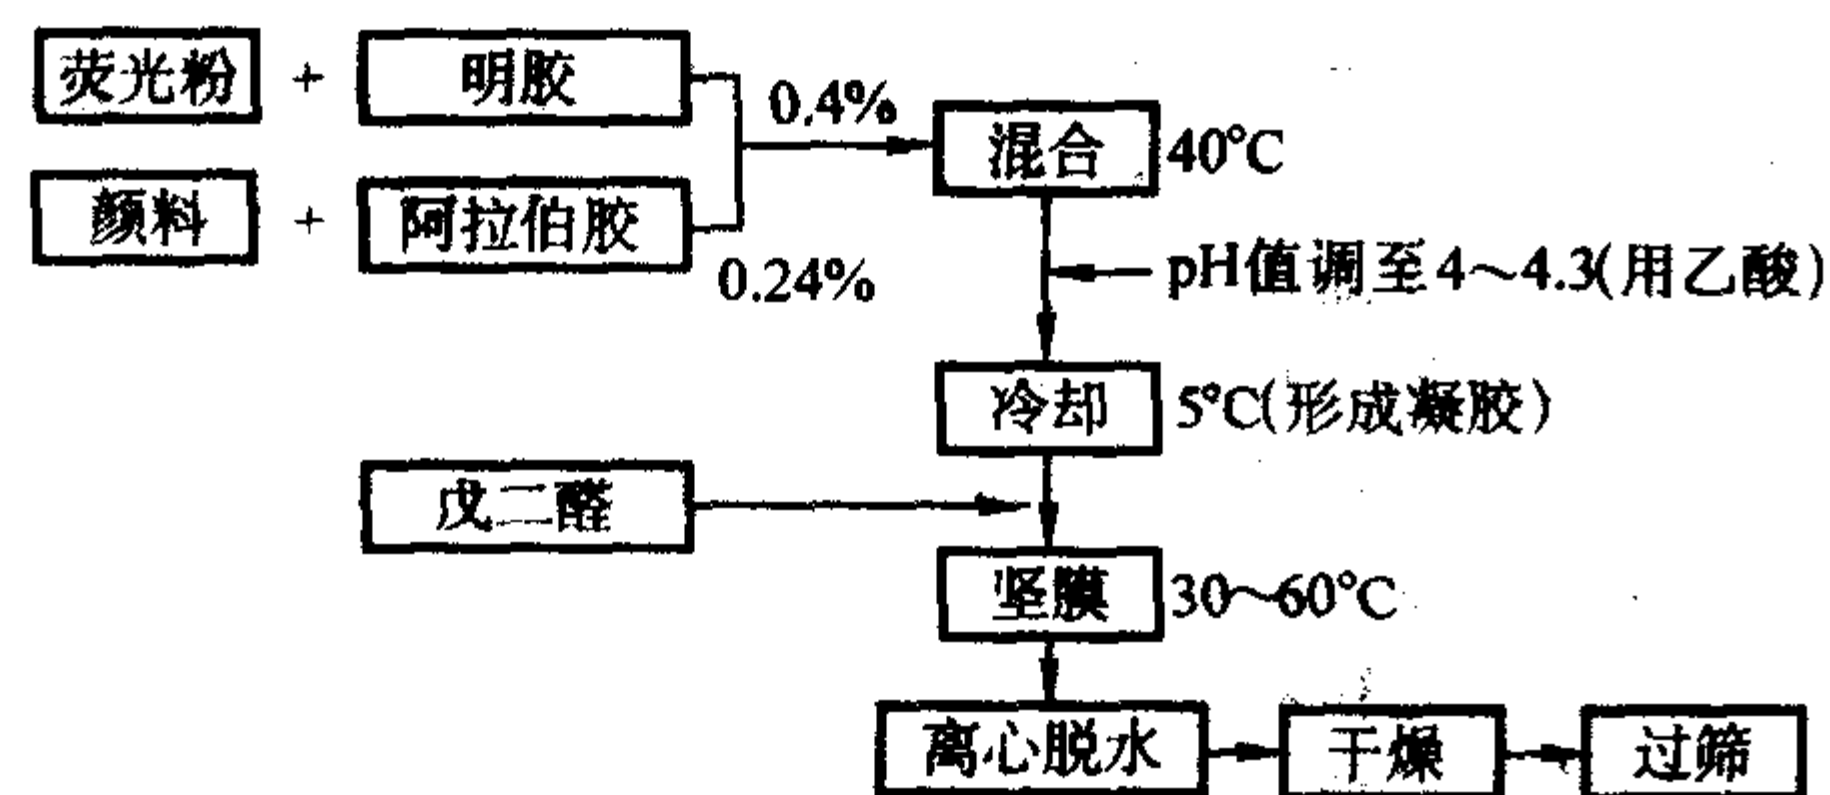 荧光粉 + 明胶
0.4%
混合 40°C
颜料 + 阿拉伯胶
0.24%
pH值调至4～4.3(用乙酸)
冷却 5°C(形成凝胶)
戊二醛
坚膜 30～60°C
离心脱水 干燥 过筛